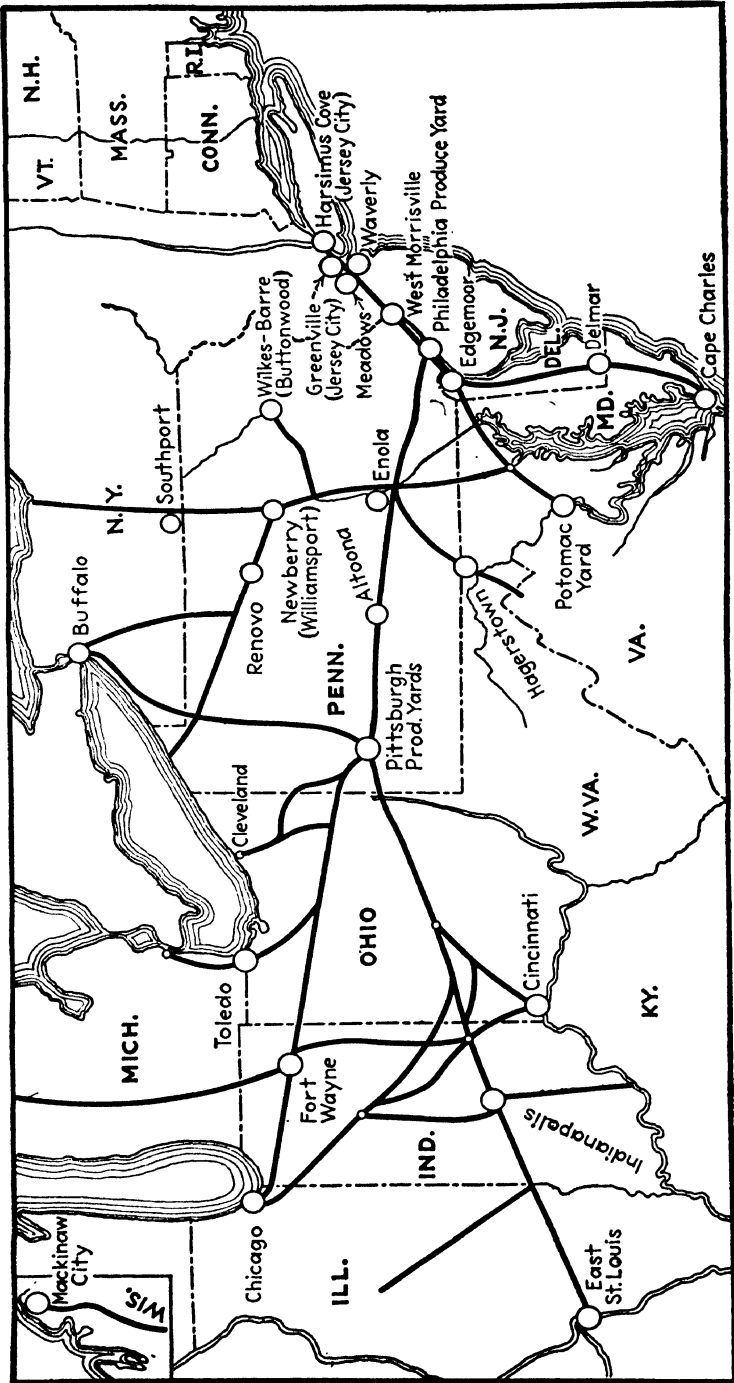 Mackinaw
City
WIS.
Chicago
ILL.
East
St. Louis
MICH.
Toledo
Fort
Wayne
IND.
Indianapalis
OHIO
Cincinnati
KY.
Cleveland
Buffalo
Pittsburgh
Prod. Yards
PENN.
Altoona
Renovo
Newberry
(Williamsport)
W.VA.
VA.
Hagerstown
Potomac
Yard
N.Y.
Southport
Enola
Wilkes-Barre
(Buttonwood)
Greenville
(Jersey City)
Meadows
MD.
DEL.
N.J.
Delmar
Cape Charles
Edgemoor
Philadelphia Produce Yard
West Morrisville
Waverly
Harsimus Cove
(Jersey City)
VT.
N.H.
MASS.
CONN.
R.I.